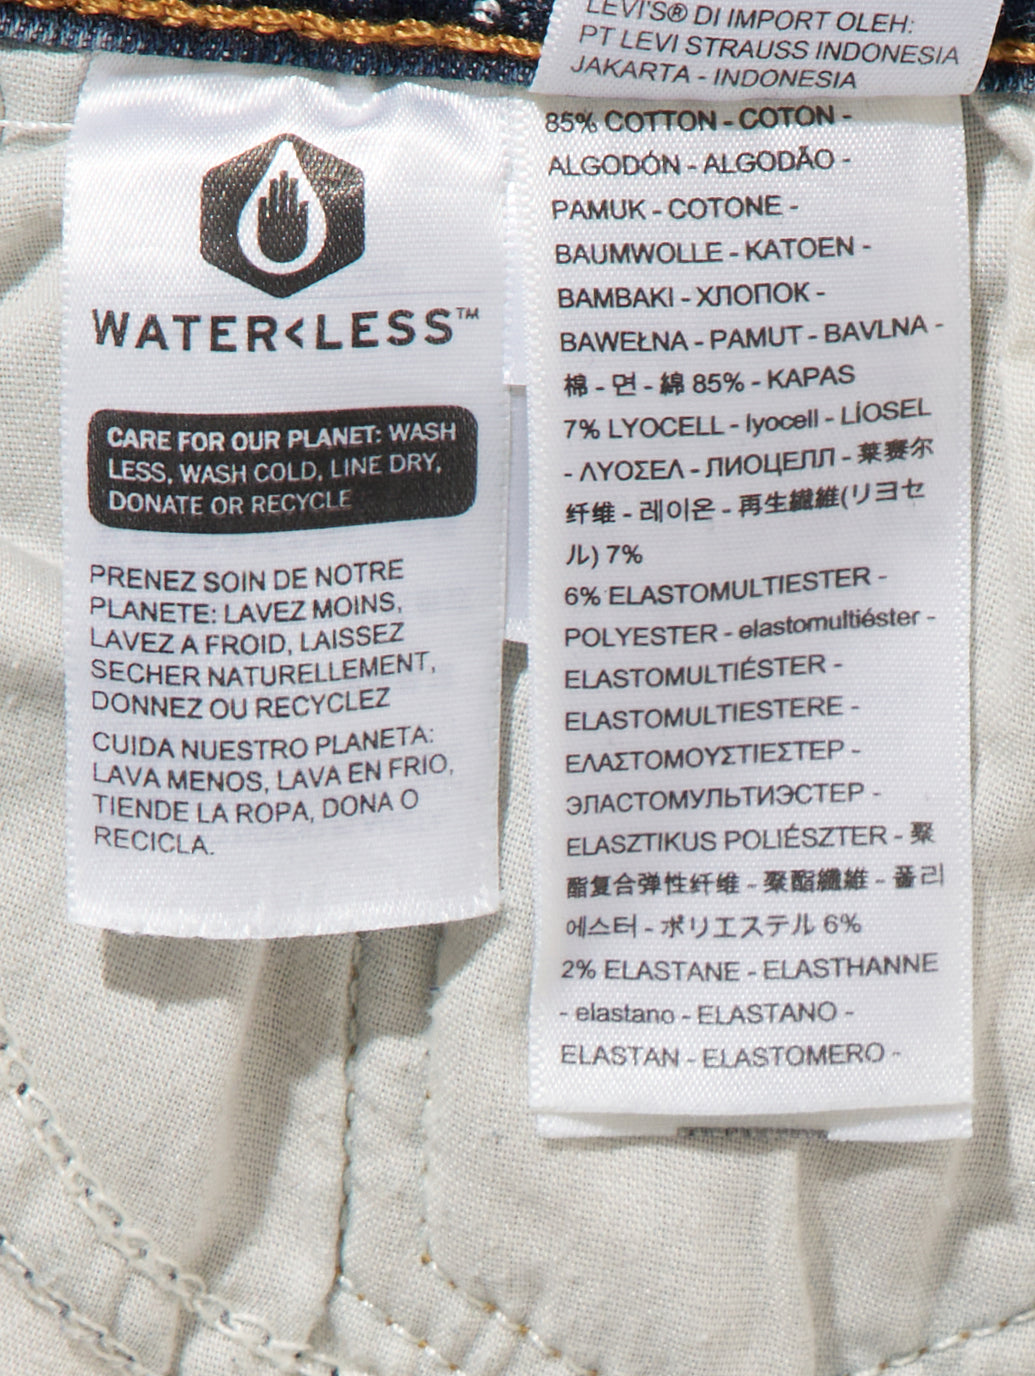 LEVI'S® DI IMPORT OLEH:
PT LEVI STRAUSS INDONESIA
JAKARTA - INDONESIA
WATER<LESS™
CARE FOR OUR PLANET: WASH
LESS, WASH COLD, LINE DRY,
DONATE OR RECYCLE
PRENEZ SOIN DE NOTRE
PLANETE: LAVEZ MOINS,
LAVEZ A FROID, LAISSEZ
SECHER NATURELLEMENT,
DONNEZ OU RECYCLEZ
CUIDA NUESTRO PLANETA:
LAVA MENOS, LAVA EN FRIO,
TIENDE LA ROPA, DONA O
RECICLA.
85% COTTON - COTON -
ALGODÓN - ALGODÃO -
PAMUK - COTONE -
BAUMWOLLE - KATOEN -
BAMBAKI - ХЛОПОК -
BAWEŁNA - PAMUT - BAVLNA -
棉 - 면 - 綿 85% - KAPAS
7% LYOCELL - lyocell - LİOSEL
- ΛΥΟΣΕΛ - ЛИОЦЕЛЛ - 莱赛尔
纤维 - 레이온 - 再生繊維(リヨセ
ル) 7%
6% ELASTOMULTIESTER -
POLYESTER - elastomultiéster -
ELASTOMULTIÉSTER -
ELASTOMULTIESTERE -
ΕΛΑΣΤΟΜΟΥΣΤΙΕΣΤΕΡ -
ЭЛАСТОМУЛЬТИЭСТЕР -
ELASZTIKUS POLIÉSZTER - 聚
酯复合弹性纤维 - 聚酯纖維 - 폴리
에스터 - ポリエステル 6%
2% ELASTANE - ELASTHANNE
- elastano - ELASTANO -
ELASTAN - ELASTOMERO -